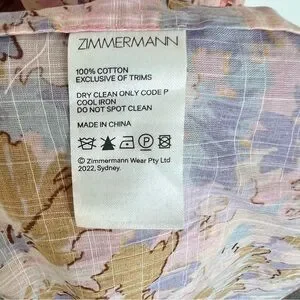 ZIMMERMANN
100% COTTON
EXCLUSIVE OF TRIMS
DRY CLEAN ONLY CODE P
COOL IRON
DO NOT SPOT CLEAN
MADE IN CHINA
© Zimmermann Wear Pty Ltd
2022, Sydney.